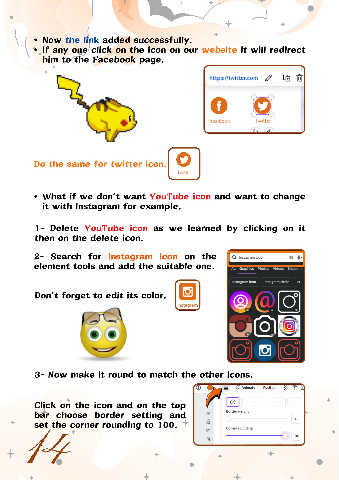 • Now the link added successfully.
• If any one click on the icon on our website it will redirect
him to the Facebook page.
https://twitter.com
Facebook
Twitter
Do the same for twitter icon.
Twitter
• What if we don't want YouTube icon and want to change
it with Instagram for example.
1- Delete YouTube icon as we learned by clicking on it
then on the delete icon.
2- Search for Instagram icon on the
element tools and add the suitable one.
Don't forget to edit its color.
Instagram
3- Now make it round to match the other icons.
Click on the icon and on the top
bar choose border setting and
set the corner rounding to 100.
Animate
Corner rounding
14